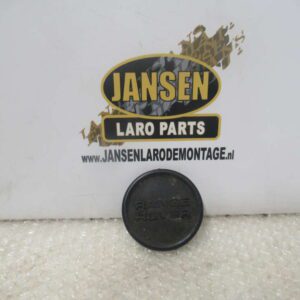 JANSEN
LARO PARTS
WWW.JANSENLARODEMONTAGE.nl
RANGE
ROVER